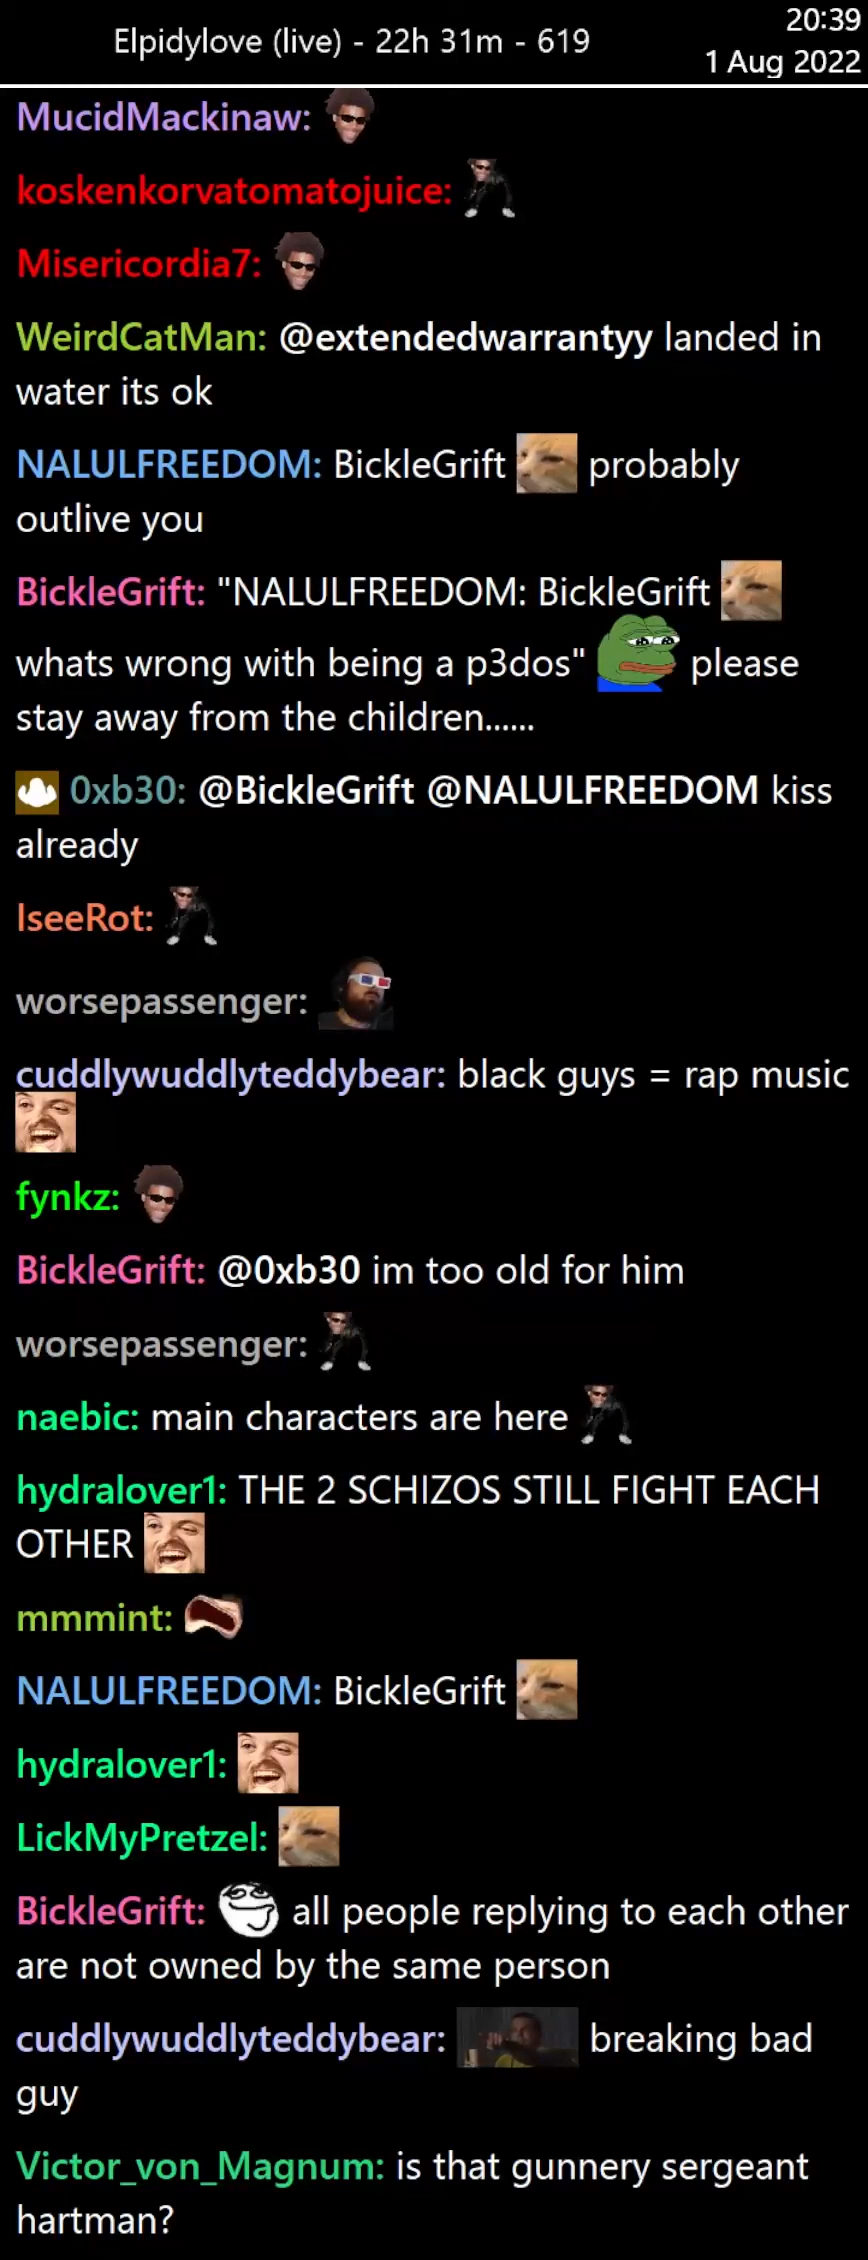 Elpidylove (live) - 22h 31m - 619
20:39
1 Aug 2022
MucidMackinaw:
koskenkorvatomatojuice:
Misericordia7:
WeirdCatMan: @extendedwarrantyy landed in
water its ok
NALULFREEDOM: BickleGrift probably
outlive you
BickleGrift: "NALULFREEDOM: BickleGrift
whats wrong with being a p3dos" please
stay away from the children......
0xb30: @BickleGrift @NALULFREEDOM kiss
already
IseeRot:
worsepassenger:
cuddlywuddlyteddybear: black guys = rap music
fynkz:
BickleGrift: @0xb30 im too old for him
worsepassenger:
naebic: main characters are here
hydralover1: THE 2 SCHIZOS STILL FIGHT EACH
OTHER
mmmint:
NALULFREEDOM: BickleGrift
hydralover1:
LickMyPretzel:
BickleGrift: all people replying to each other
are not owned by the same person
cuddlywuddlyteddybear: breaking bad
guy
Victor_von_Magnum: is that gunnery sergeant
hartman?